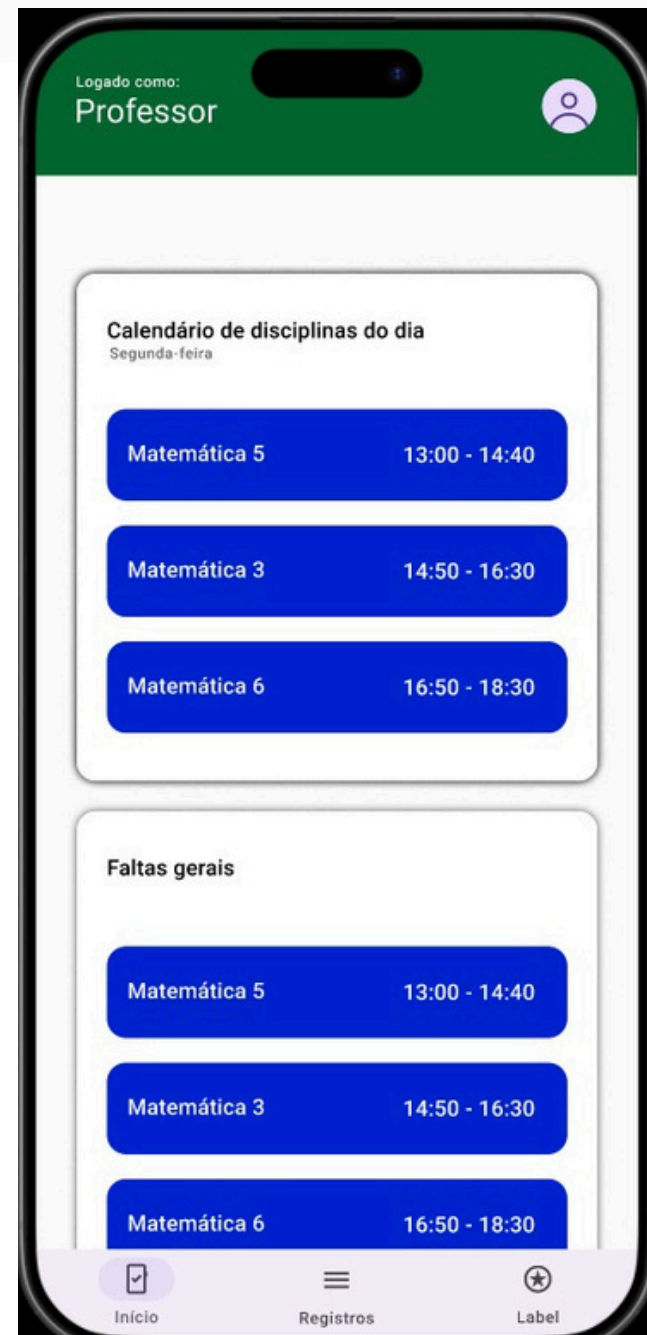 Logado como:
Professor
Calendário de disciplinas do dia
Segunda-feira
Matemática 5 13:00 - 14:40
Matemática 3 14:50 - 16:30
Matemática 6 16:50 - 18:30
Faltas gerais
Matemática 5 13:00 - 14:40
Matemática 3 14:50 - 16:30
Matemática 6 16:50 - 18:30
Início Registros Label